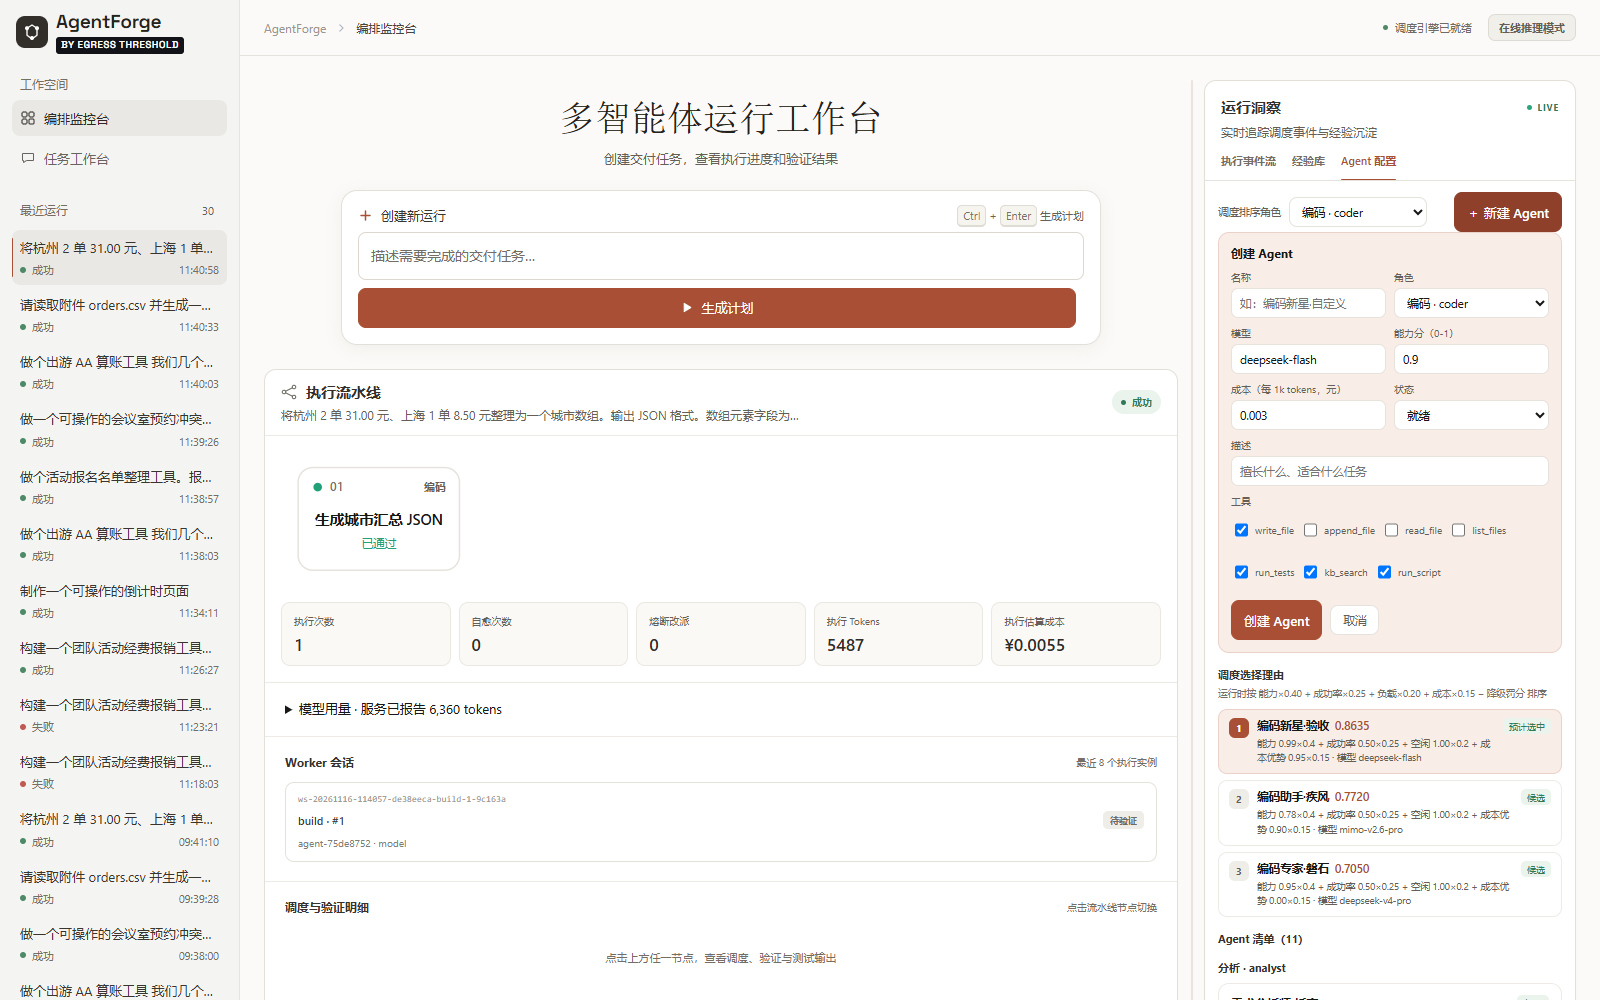 AgentForge
BY EGRESS THRESHOLD
工作空间
编排监控台
任务工作台
最近运行 30
将杭州 2 单 31.00 元、上海 1 单...
成功 11:40:58
请读取附件 orders.csv 并生成一...
成功 11:40:33
做个出游 AA 算账工具 我们几个...
成功 11:40:03
做一个可操作的会议室预约冲突...
成功 11:39:26
做个活动报名名单整理工具。报...
成功 11:38:57
做个出游 AA 算账工具 我们几个...
成功 11:38:03
制作一个可操作的倒计时页面
成功 11:34:11
构建一个团队活动经费报销工具...
成功 11:26:27
构建一个团队活动经费报销工具...
失败 11:23:21
构建一个团队活动经费报销工具...
失败 11:18:03
将杭州 2 单 31.00 元、上海 1 单...
成功 09:41:10
请读取附件 orders.csv 并生成一...
成功 09:39:28
做一个可操作的会议室预约冲突...
成功 09:38:00
做个出游 AA 算账工具 我们几个...
AgentForge > 编排监控台
调度引擎已就绪 在线推理模式
多智能体运行工作台
创建交付任务，查看执行进度和验证结果
+ 创建新运行 Ctrl + Enter 生成计划
描述需要完成的交付任务...
生成计划
执行流水线
将杭州 2 单 31.00 元、上海 1 单 8.50 元整理为一个城市数组。输出 JSON 格式。数组元素字段为...
成功
01 编码
生成城市汇总 JSON
已通过
执行次数 自愈次数 熔断改派 执行 Tokens 执行估算成本
1 0 0 5487 ¥0.0055
模型用量 · 服务已报告 6,360 tokens
Worker 会话 最近 8 个执行实例
ws-20261116-114057-de38eeca-build-1-9c163a
build · #1
agent-75de8752 · model
待验证
调度与验证明细 点击流水线节点切换
点击上方任一节点，查看调度、验证与测试输出
运行洞察 LIVE
实时追踪调度事件与经验沉淀
执行事件流 经验库 Agent 配置
调度排序角色 编码 · coder + 新建 Agent
创建 Agent
名称 角色
如：编码新星·自定义 编码 · coder
模型 能力分（0-1）
deepseek-flash 0.9
成本（每 1k tokens，元） 状态
0.003 就绪
描述
擅长什么、适合什么任务
工具
write_file append_file read_file list_files
run_tests kb_search run_script
创建 Agent 取消
调度选择理由
运行时按 能力×0.40 + 成功率×0.25 + 负载×0.20 + 成本×0.15 − 降级罚分 排序
1 编码新星·验收 0.8635 预计选中
能力 0.99×0.4 + 成功率 0.50×0.25 + 空闲 1.00×0.2 + 成
本优势 0.95×0.15 · 模型 deepseek-flash
2 编码助手·疾风 0.7720 候选
能力 0.78×0.4 + 成功率 0.50×0.25 + 空闲 1.00×0.2 + 成本优
势 0.90×0.15 · 模型 mimo-v2.6-pro
3 编码专家·磐石 0.7050 候选
能力 0.95×0.4 + 成功率 0.50×0.25 + 空闲 1.00×0.2 + 成本优
势 0.00×0.15 · 模型 deepseek-v4-pro
Agent 清单（11）
分析 · analyst